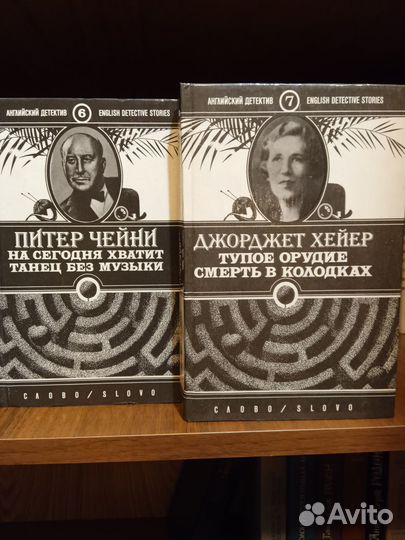 АНГЛИЙСКИЙ ДЕТЕКТИВ 6 ENGLISH DETECTIVE STORIES
ПИТЕР ЧЕЙНИ
НА СЕГОДНЯ ХВАТИТ
ТАНЕЦ БЕЗ МУЗЫКИ
СЛОВО / SLOVO
АНГЛИЙСКИЙ ДЕТЕКТИВ 7 ENGLISH DETECTIVE STORIES
ДЖОРДЖЕТ ХЕЙЕР
ТУПОЕ ОРУДИЕ
СМЕРТЬ В КОЛОДКАХ
СЛОВО / SLOVO
Avito